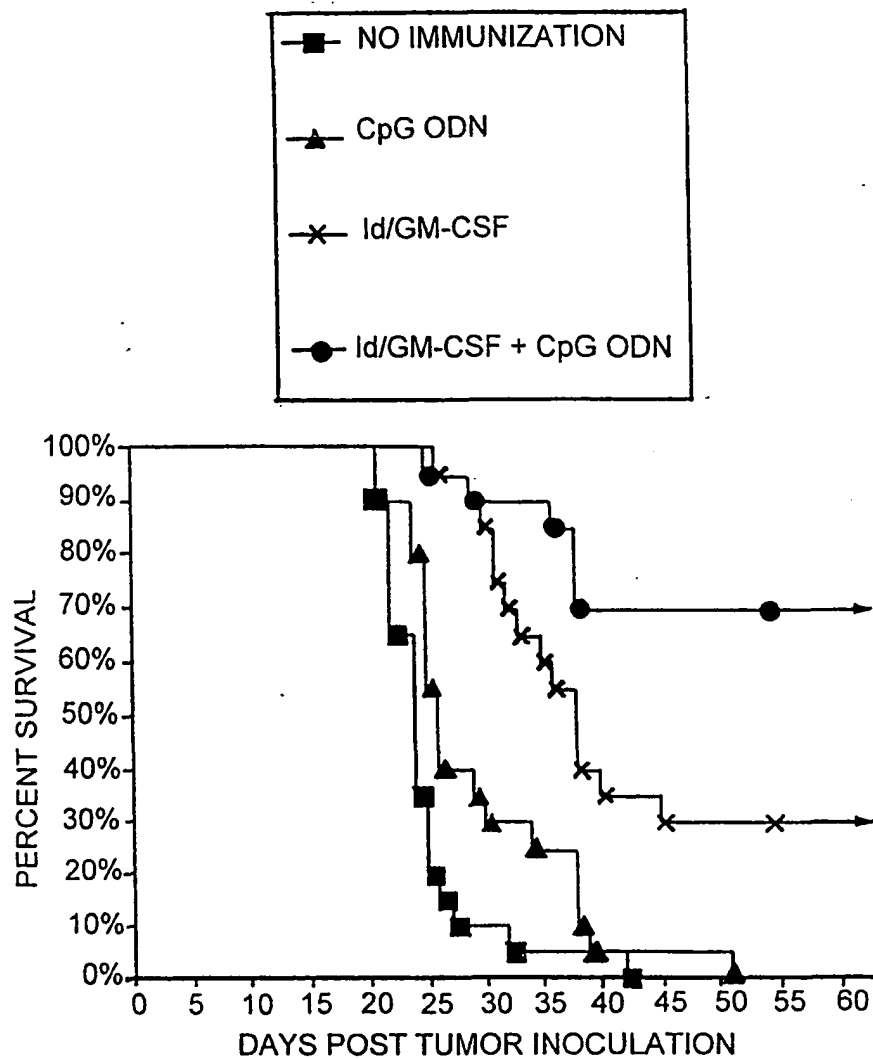 NO IMMUNIZATION
CpG ODN
Id/GM-CSF
Id/GM-CSF + CpG ODN
100%
90%
80%
70%
60%
50%
40%
30%
20%
10%
0%
PERCENT SURVIVAL
0 5 10 15 20 25 30 35 40 45 50 55 60
DAYS POST TUMOR INOCULATION